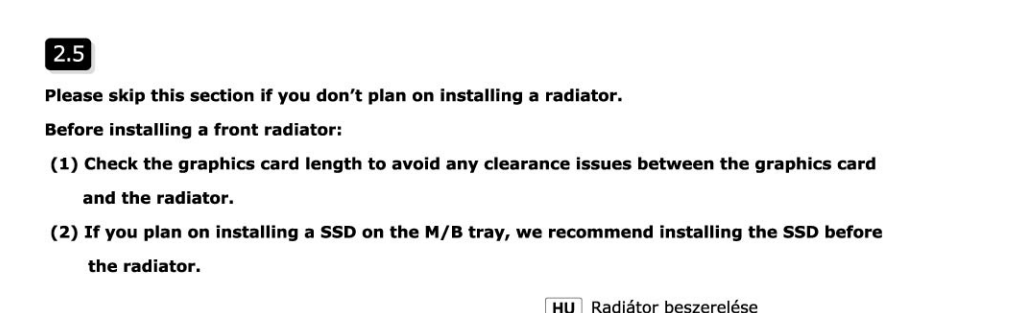 2.5
Please skip this section if you don’t plan on installing a radiator.
Before installing a front radiator:
(1) Check the graphics card length to avoid any clearance issues between the graphics card
and the radiator.
(2) If you plan on installing a SSD on the M/B tray, we recommend installing the SSD before
the radiator.
HU Radiátor beszerelése